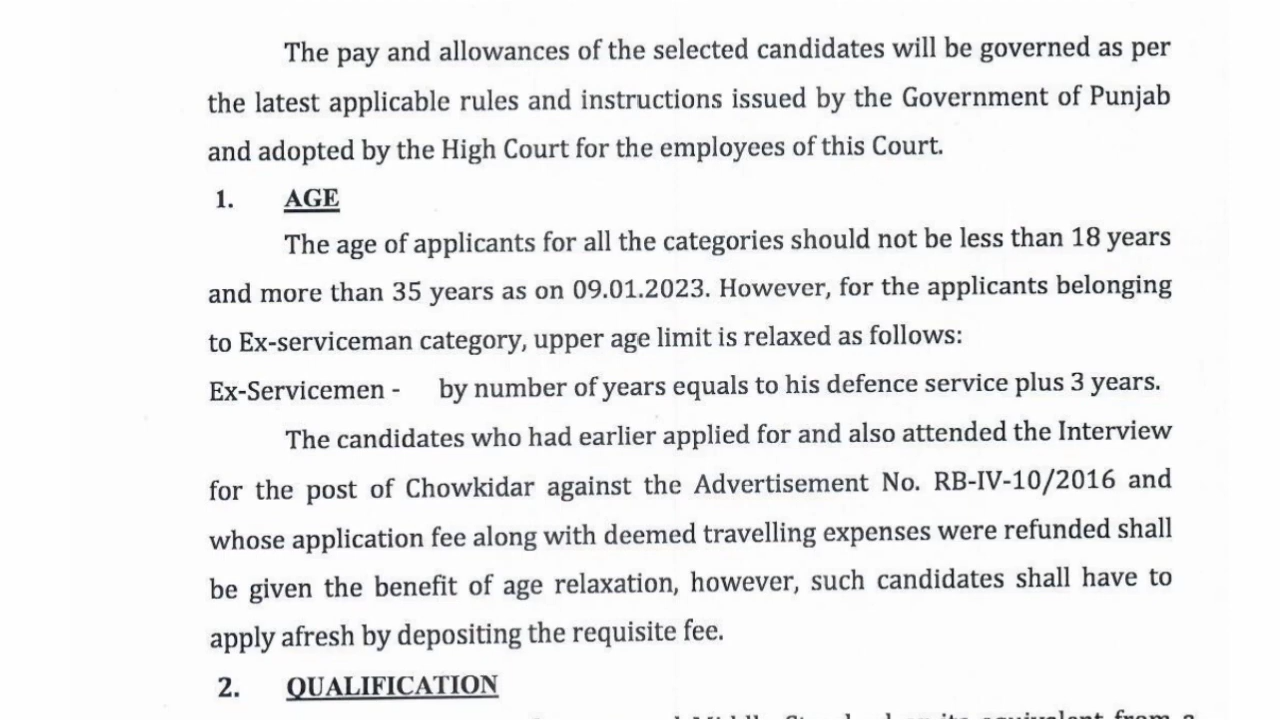 The pay and allowances of the selected candidates will be governed as per
the latest applicable rules and instructions issued by the Government of Punjab
and adopted by the High Court for the employees of this Court.
1. AGE
The age of applicants for all the categories should not be less than 18 years
and more than 35 years as on 09.01.2023. However, for the applicants belonging
to Ex-serviceman category, upper age limit is relaxed as follows:
Ex-Servicemen - by number of years equals to his defence service plus 3 years.
The candidates who had earlier applied for and also attended the Interview
for the post of Chowkidar against the Advertisement No. RB-IV-10/2016 and
whose application fee along with deemed travelling expenses were refunded shall
be given the benefit of age relaxation, however, such candidates shall have to
apply afresh by depositing the requisite fee.
2. QUALIFICATION
Middle Standard or its equivalent from a